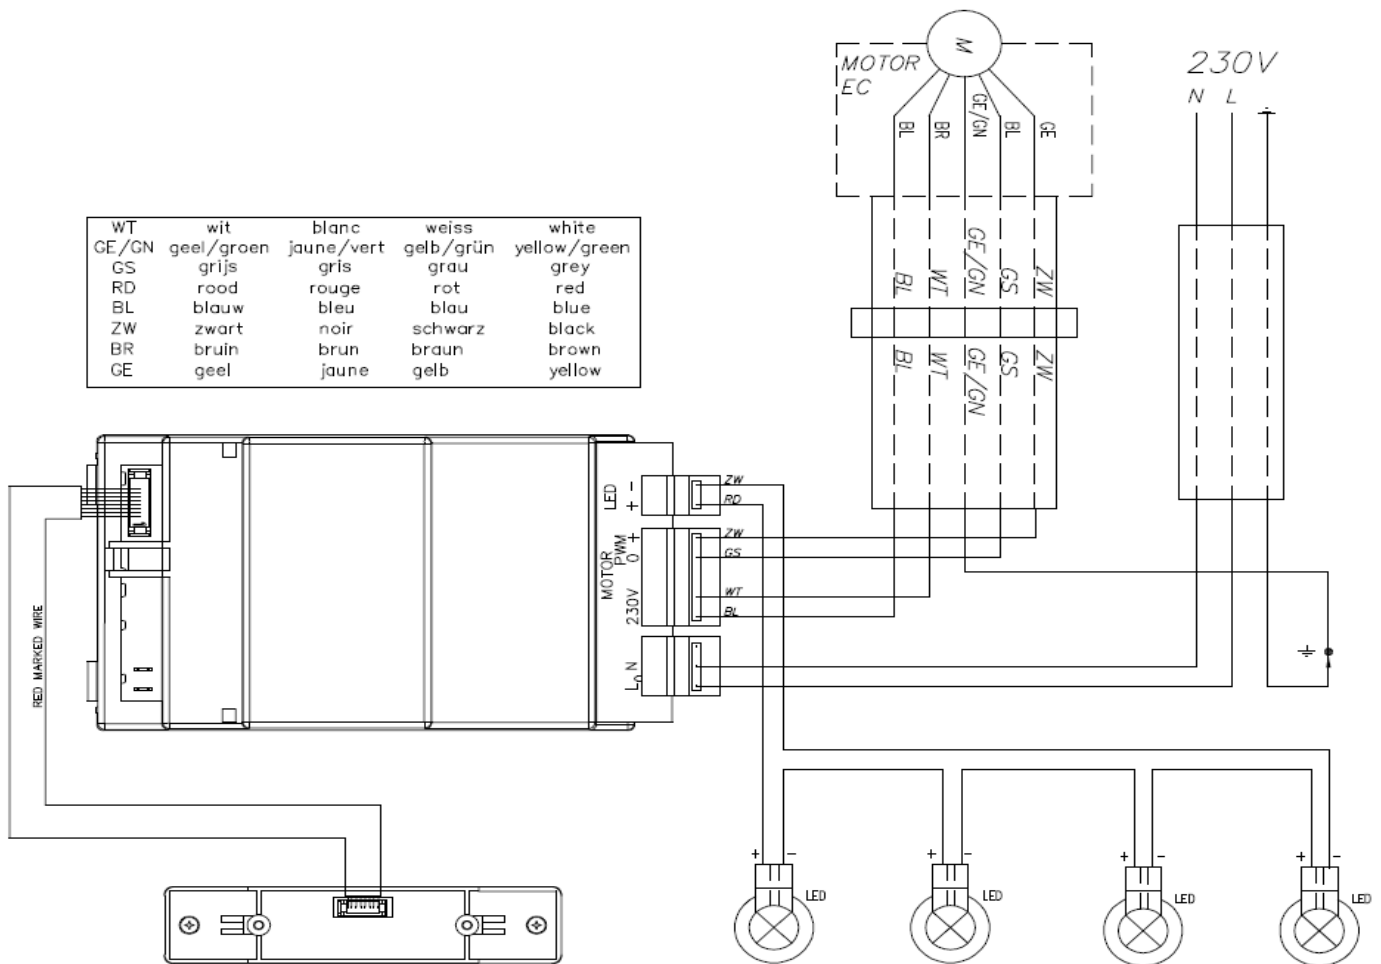 M
MOTOR
EC
230V
N L
BL BR GE/GN BL GE
WT wit blanc weiss white
GE/GN geel/groen jaune/vert gelb/grün yellow/green
GS grijs gris grau grey
RD rood rouge rot red
BL blauw bleu blau blue
ZW zwart noir schwarz black
BR bruin brun braun brown
GE geel jaune gelb yellow
BL WT GE/GN GS ZW
BL WT GE/GN GS ZW
LED
+ -
ZW
RD
MOTOR
PWM
0 +
230V
ZW
GS
WT
BL
L N
RED MARKED WIRE
+ - LED
+ - LED
+ - LED
+ - LED